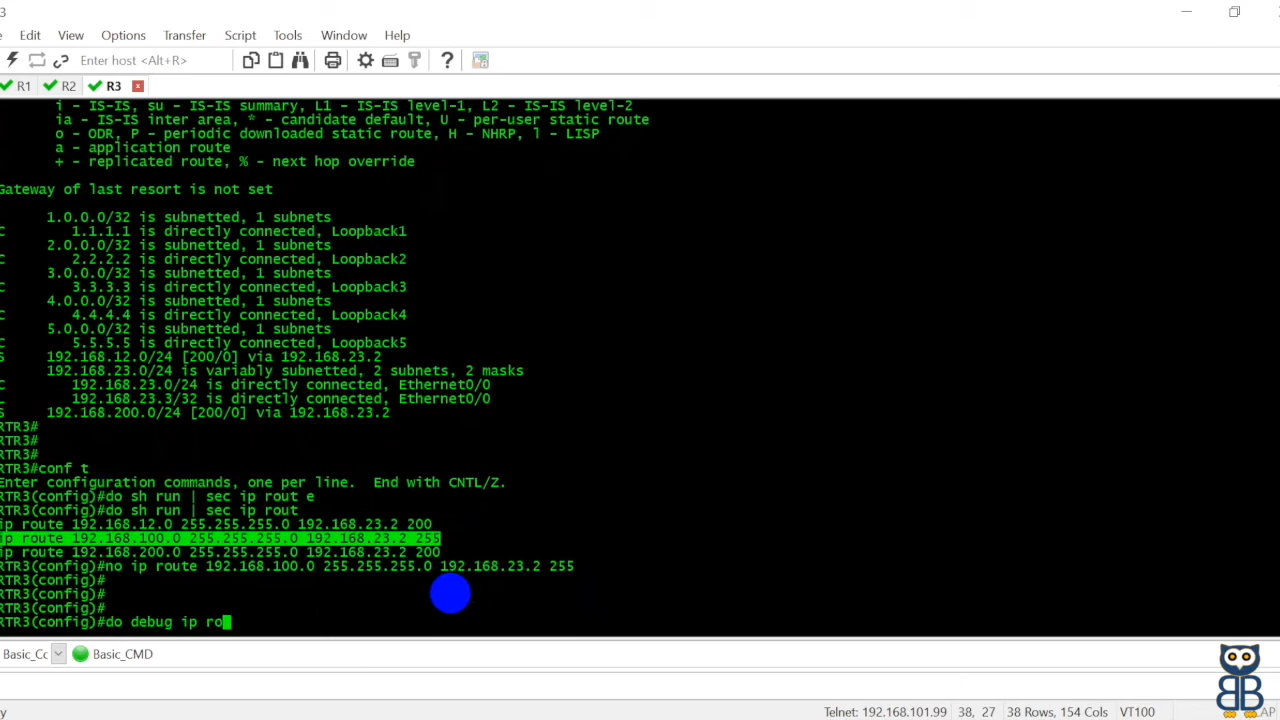 3
Edit View Options Transfer Script Tools Window Help
Enter host <Alt+R>
R1 R2 R3
i - IS-IS, su - IS-IS summary, L1 - IS-IS level-1, L2 - IS-IS level-2
ia - IS-IS inter area, * - candidate default, U - per-user static route
o - ODR, P - periodic downloaded static route, H - NHRP, l - LISP
a - application route
+ - replicated route, % - next hop override
Gateway of last resort is not set
1.0.0.0/32 is subnetted, 1 subnets
C 1.1.1.1 is directly connected, Loopback1
2.0.0.0/32 is subnetted, 1 subnets
C 2.2.2.2 is directly connected, Loopback2
3.0.0.0/32 is subnetted, 1 subnets
C 3.3.3.3 is directly connected, Loopback3
4.0.0.0/32 is subnetted, 1 subnets
C 4.4.4.4 is directly connected, Loopback4
5.0.0.0/32 is subnetted, 1 subnets
C 5.5.5.5 is directly connected, Loopback5
S 192.168.12.0/24 [200/0] via 192.168.23.2
192.168.23.0/24 is variably subnetted, 2 subnets, 2 masks
C 192.168.23.0/24 is directly connected, Ethernet0/0
L 192.168.23.3/32 is directly connected, Ethernet0/0
S 192.168.200.0/24 [200/0] via 192.168.23.2
RTR3#
RTR3#
RTR3#
RTR3#conf t
Enter configuration commands, one per line. End with CNTL/Z.
RTR3(config)#do sh run | sec ip rout e
RTR3(config)#do sh run | sec ip rout
ip route 192.168.12.0 255.255.255.0 192.168.23.2 200
ip route 192.168.100.0 255.255.255.0 192.168.23.2 255
ip route 192.168.200.0 255.255.255.0 192.168.23.2 200
RTR3(config)#no ip route 192.168.100.0 255.255.255.0 192.168.23.2 255
RTR3(config)#
RTR3(config)#
RTR3(config)#
RTR3(config)#do debug ip ro
Basic_Cc Basic_CMD
y Telnet: 192.168.101.99 38, 27 38 Rows, 154 Cols VT100 AP